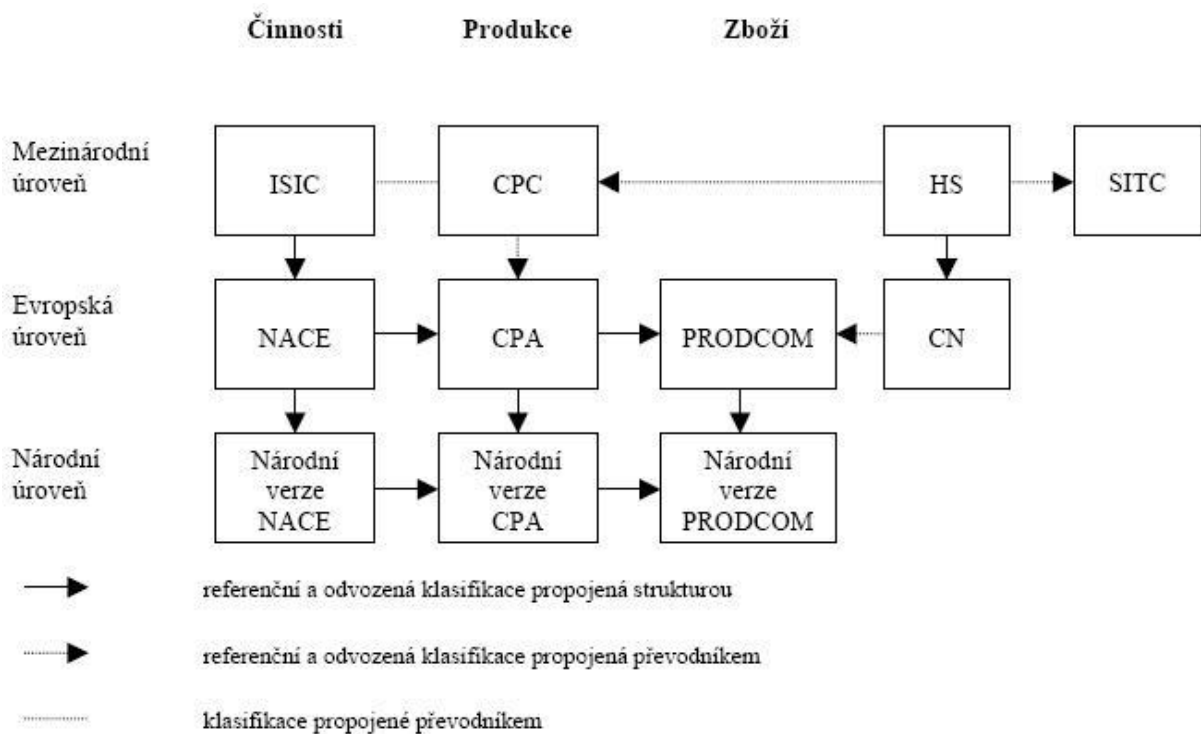 Činnosti Produkce Zboží
Mezinárodní
úroveň
ISIC CPC HS SITC
Evropská
úroveň
NACE CPA PRODCOM CN
Národní
úroveň
Národní
verze
NACE
Národní
verze
CPA
Národní
verze
PRODCOM
referenční a odvozená klasifikace propojená strukturou
referenční a odvozená klasifikace propojená převodníkem
klasifikace propojené převodníkem